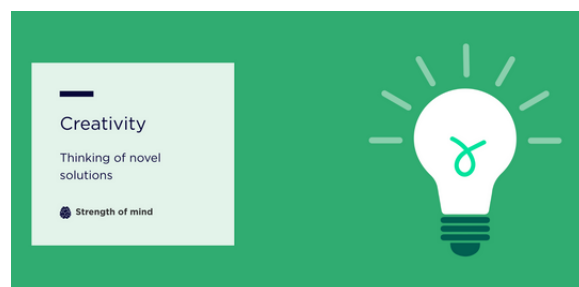 Creativity
Thinking of novel
solutions
Strength of mind